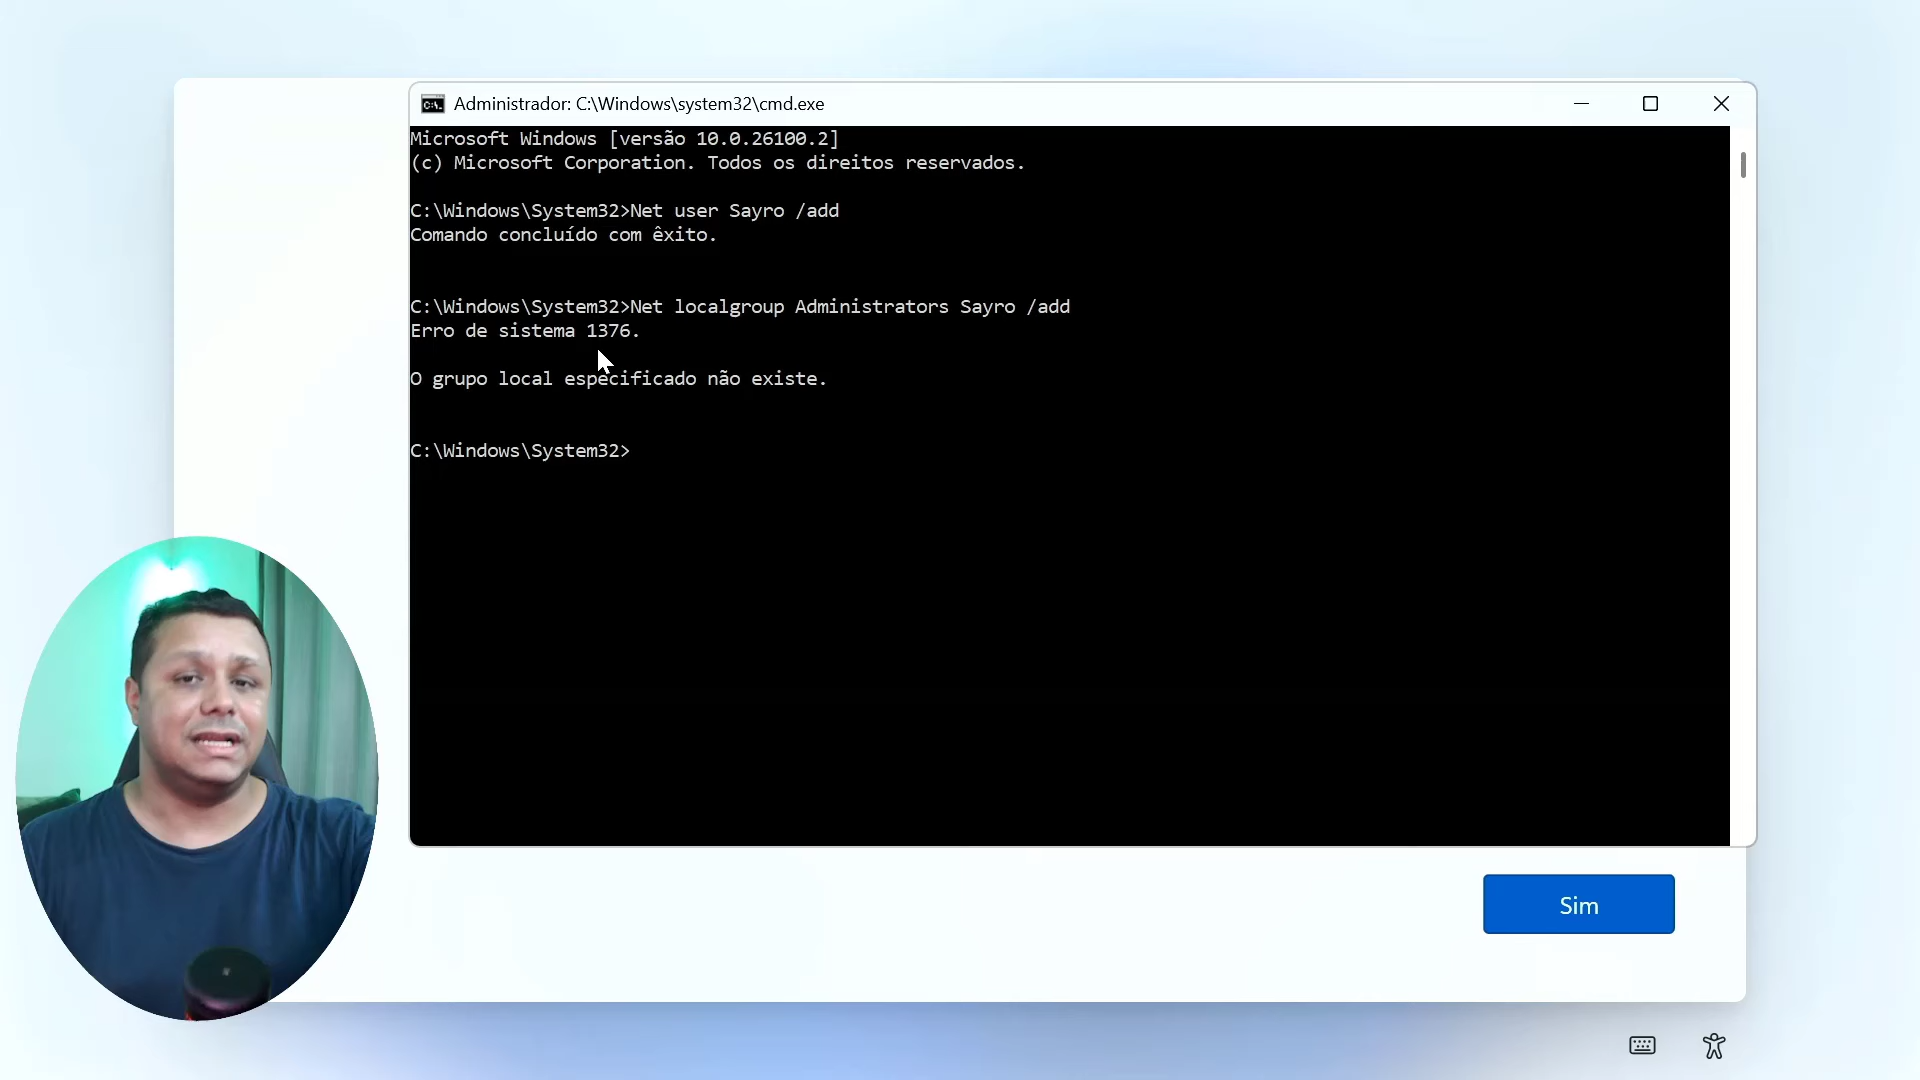 Administrador: C:\Windows\system32\cmd.exe
Microsoft Windows [versão 10.0.26100.2]
(c) Microsoft Corporation. Todos os direitos reservados.
C:\Windows\System32>Net user Sayro /add
Comando concluído com êxito.
C:\Windows\System32>Net localgroup Administrators Sayro /add
Erro de sistema 1376.
O grupo local especificado não existe.
C:\Windows\System32>
Sim